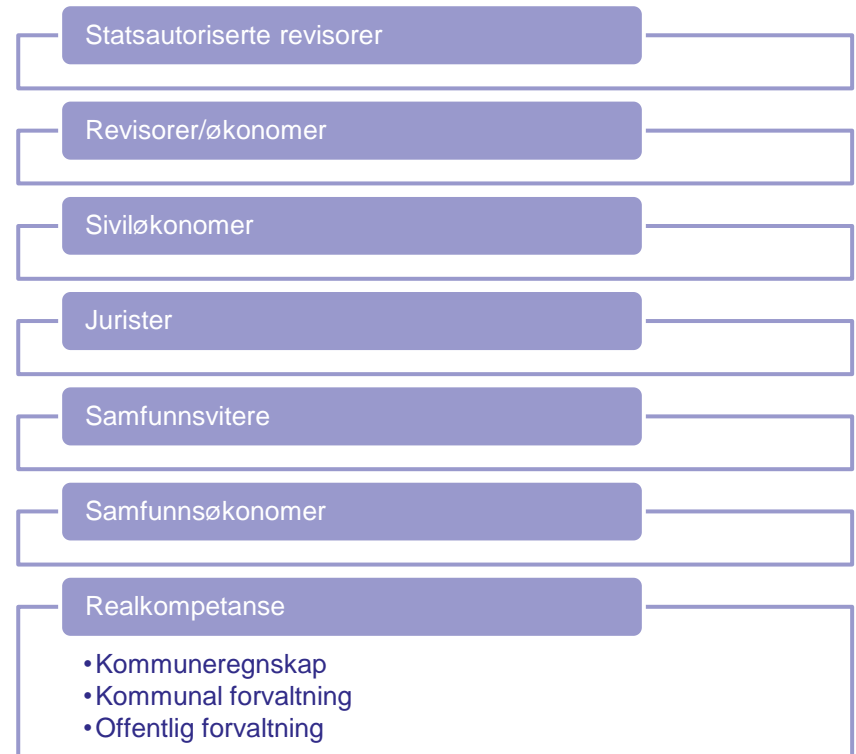 Statsautoriserte revisorer
Revisorer/økonomer
Siviløkonomer
Jurister
Samfunnsvitere
Samfunnsøkonomer
Realkompetanse
•Kommuneregnskap
•Kommunal forvaltning
•Offentlig forvaltning